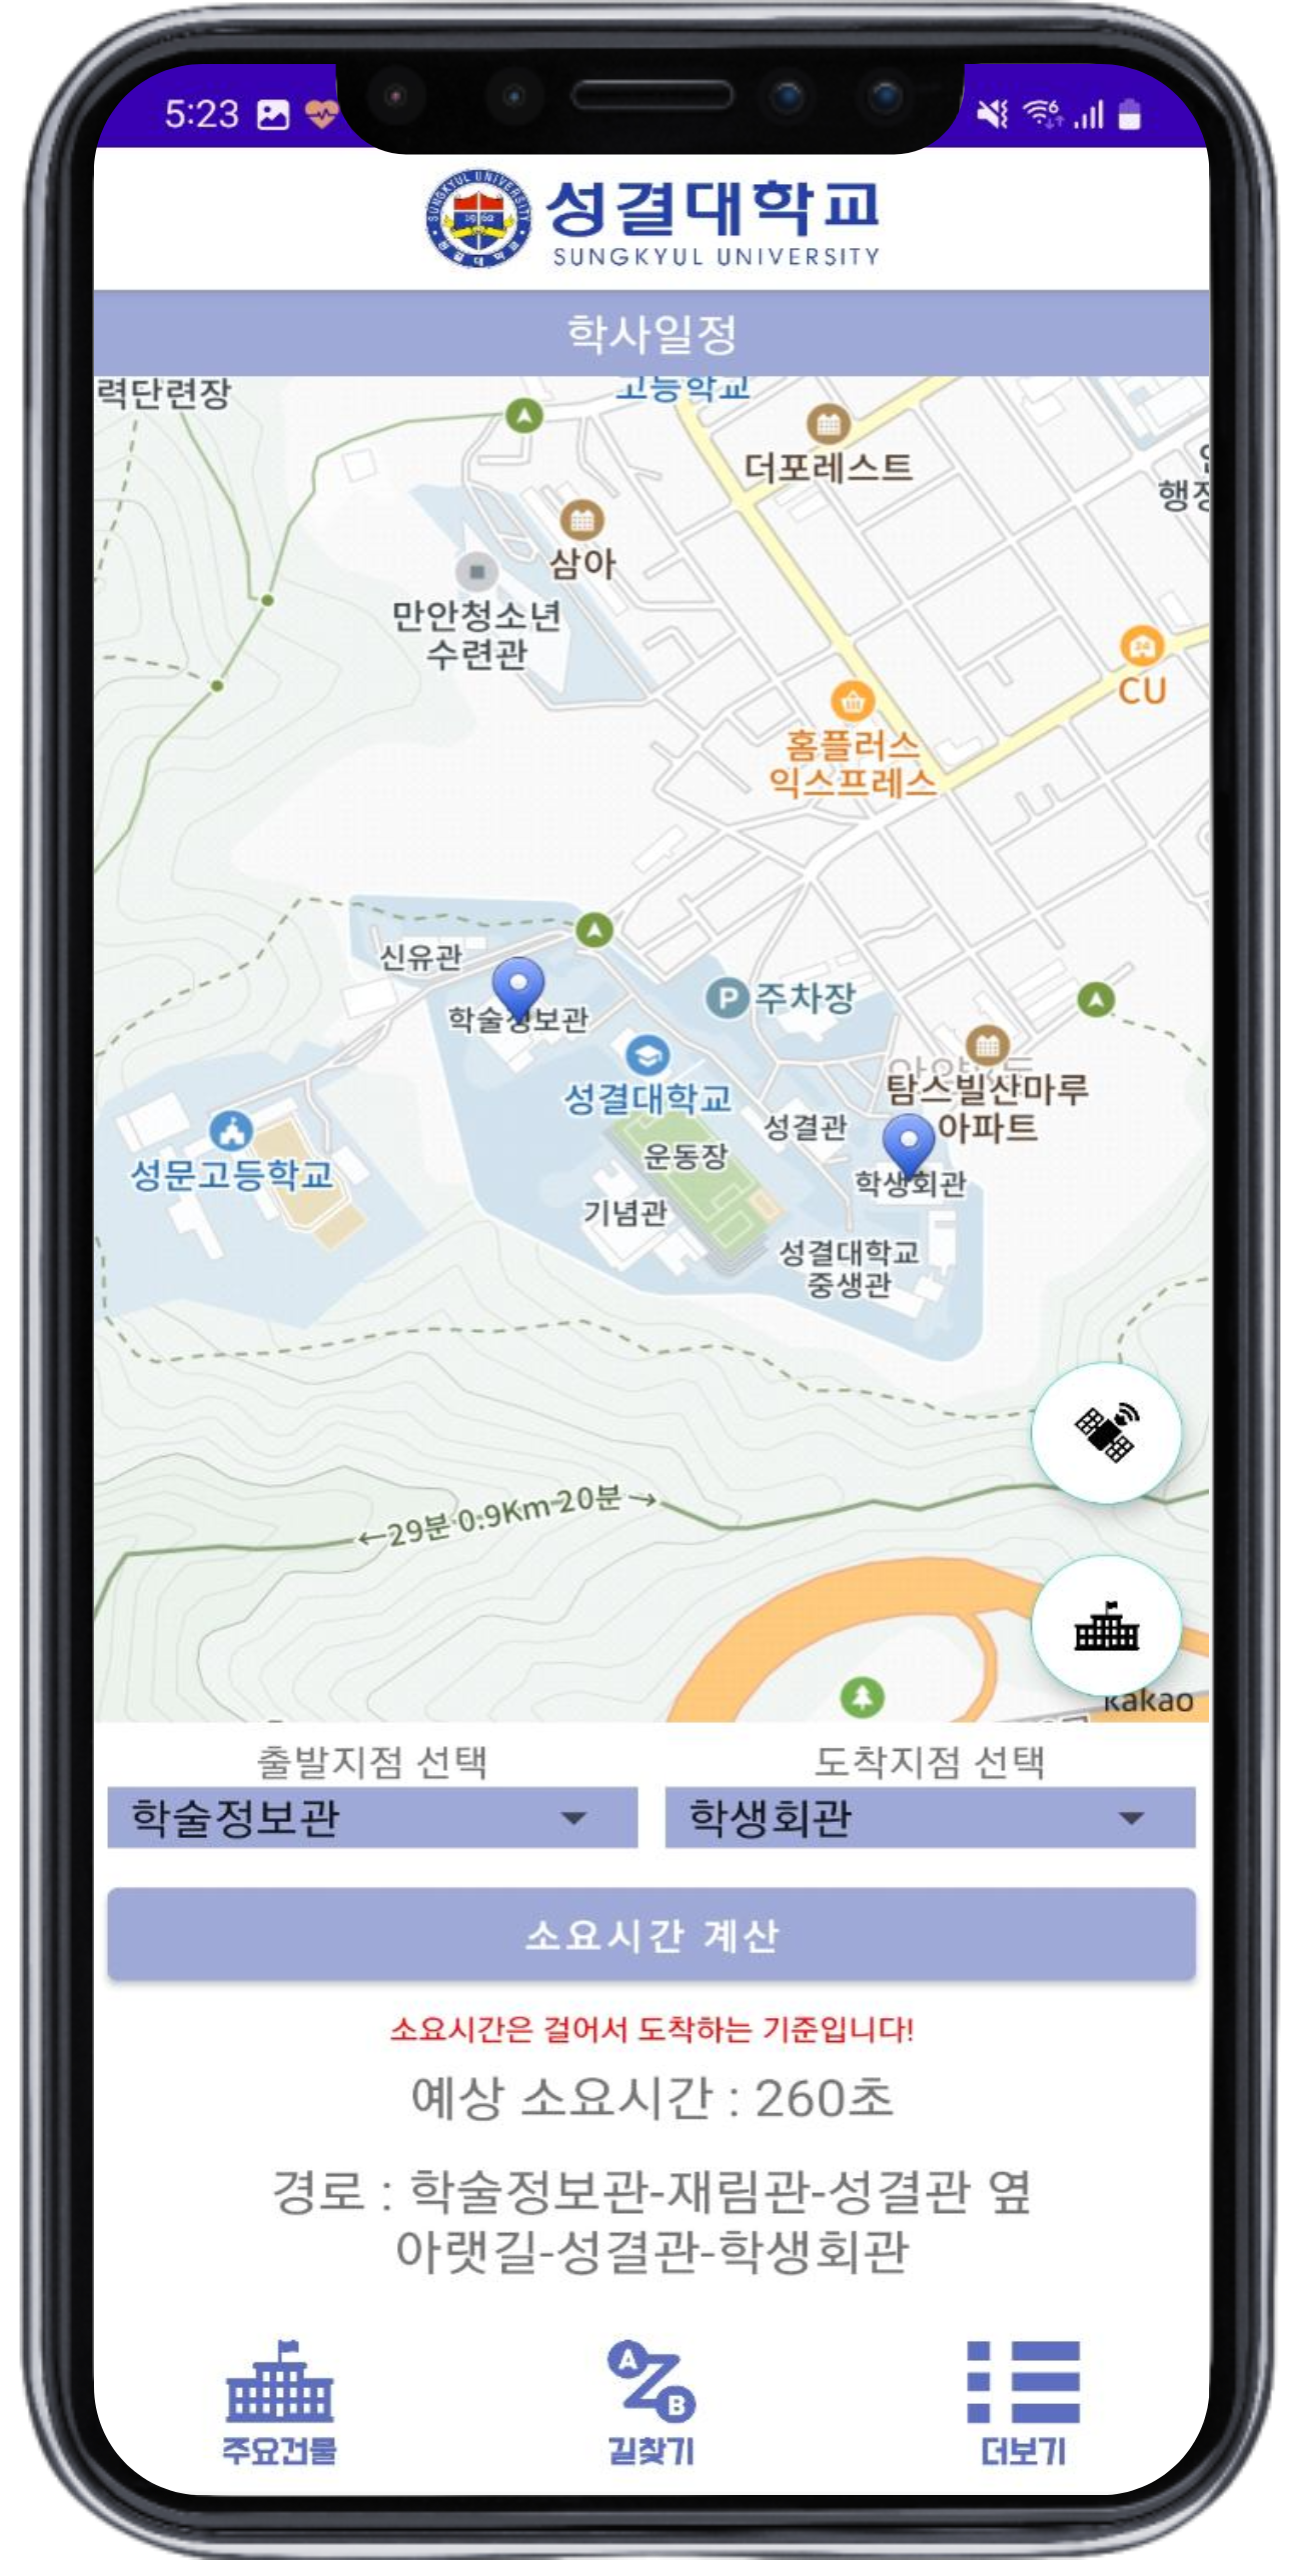 5:23
성결대학교
SUNGKYUL UNIVERSITY
학사일정
력단련장
고등학교
더포레스트
삼아
만안청소년
수련관
CU
홈플러스
익스프레스
신유관
학술정보관
P 주차장
성결대학교
탐스빌산마루
아파트
성결관
운동장
성문고등학교
학생회관
기념관
성결대학교
중생관
←29분 0.9Km 20분→
kakao
출발지점 선택
도착지점 선택
학술정보관
학생회관
소요시간 계산
소요시간은 걸어서 도착하는 기준입니다!
예상 소요시간 : 260초
경로 : 학술정보관-재림관-성결관 옆
아랫길-성결관-학생회관
A
B
주요건물
길찾기
더보기